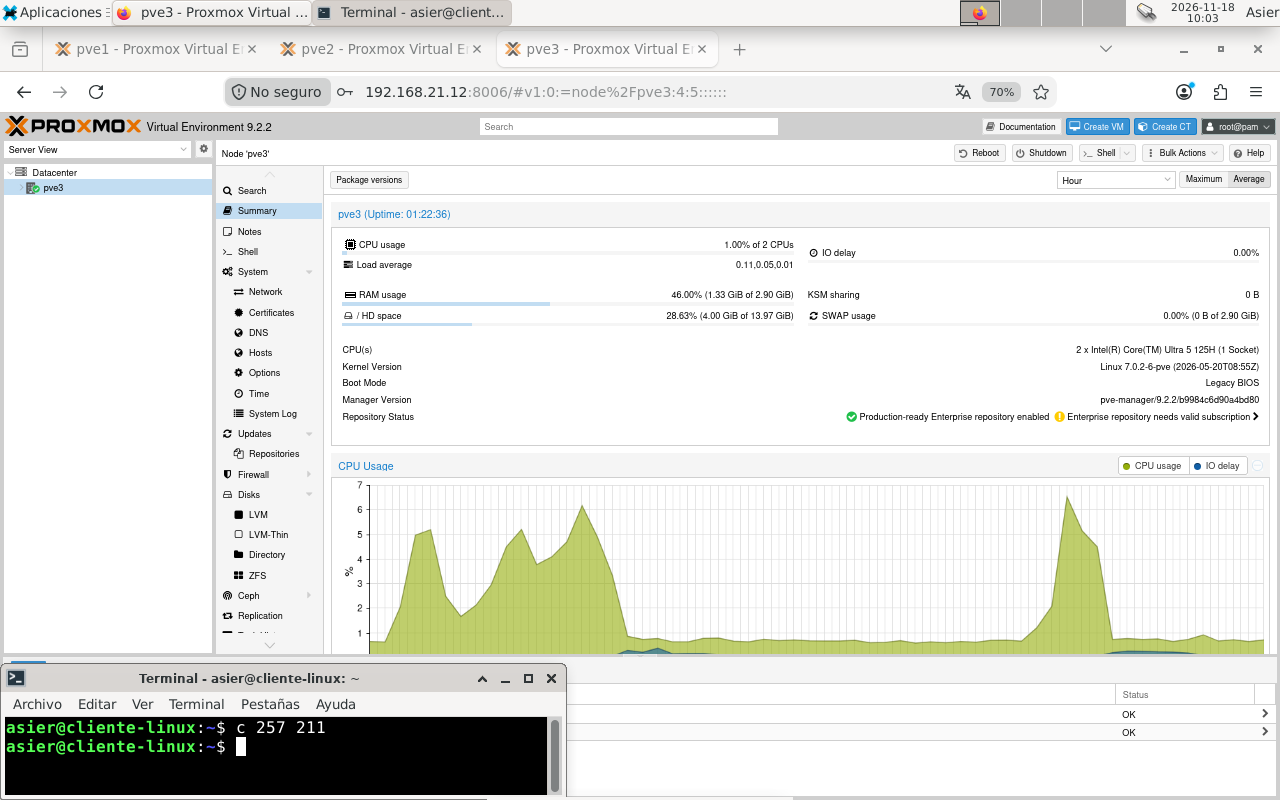 Aplicaciones
pve3 - Proxmox Virtual ...
Terminal - asier@client...
2026-11-18
10:03
Asier
pve1 - Proxmox Virtual E
pve2 - Proxmox Virtual E
pve3 - Proxmox Virtual E
No seguro
192.168.21.12:8006/#v1:0:=node%2Fpve3:4:5::::::
70%
PROXMOX Virtual Environment 9.2.2
Search
Documentation
Create VM
Create CT
root@pam
Server View
Node 'pve3'
Reboot
Shutdown
Shell
Bulk Actions
Help
Datacenter
pve3
Search
Summary
Notes
Shell
System
Network
Certificates
DNS
Hosts
Options
Time
System Log
Updates
Repositories
Firewall
Disks
LVM
LVM-Thin
Directory
ZFS
Ceph
Replication
Package versions
Hour
Maximum
Average
pve3 (Uptime: 01:22:36)
CPU usage 1.00% of 2 CPUs
IO delay 0.00%
Load average 0.11,0.05,0.01
RAM usage 46.00% (1.33 GiB of 2.90 GiB)
KSM sharing 0 B
/ HD space 28.63% (4.00 GiB of 13.97 GiB)
SWAP usage 0.00% (0 B of 2.90 GiB)
CPU(s) 2 x Intel(R) Core(TM) Ultra 5 125H (1 Socket)
Kernel Version Linux 7.0.2-6-pve (2026-05-20T08:55Z)
Boot Mode Legacy BIOS
Manager Version pve-manager/9.2.2/b9984c6d90a4bd80
Repository Status Production-ready Enterprise repository enabled Enterprise repository needs valid subscription
CPU Usage
CPU usage
IO delay
7
6
5
4
3
2
1
%
Status
OK
OK
Terminal - asier@cliente-linux: ~
Archivo Editar Ver Terminal Pestañas Ayuda
asier@cliente-linux:~$ c 257 211
asier@cliente-linux:~$